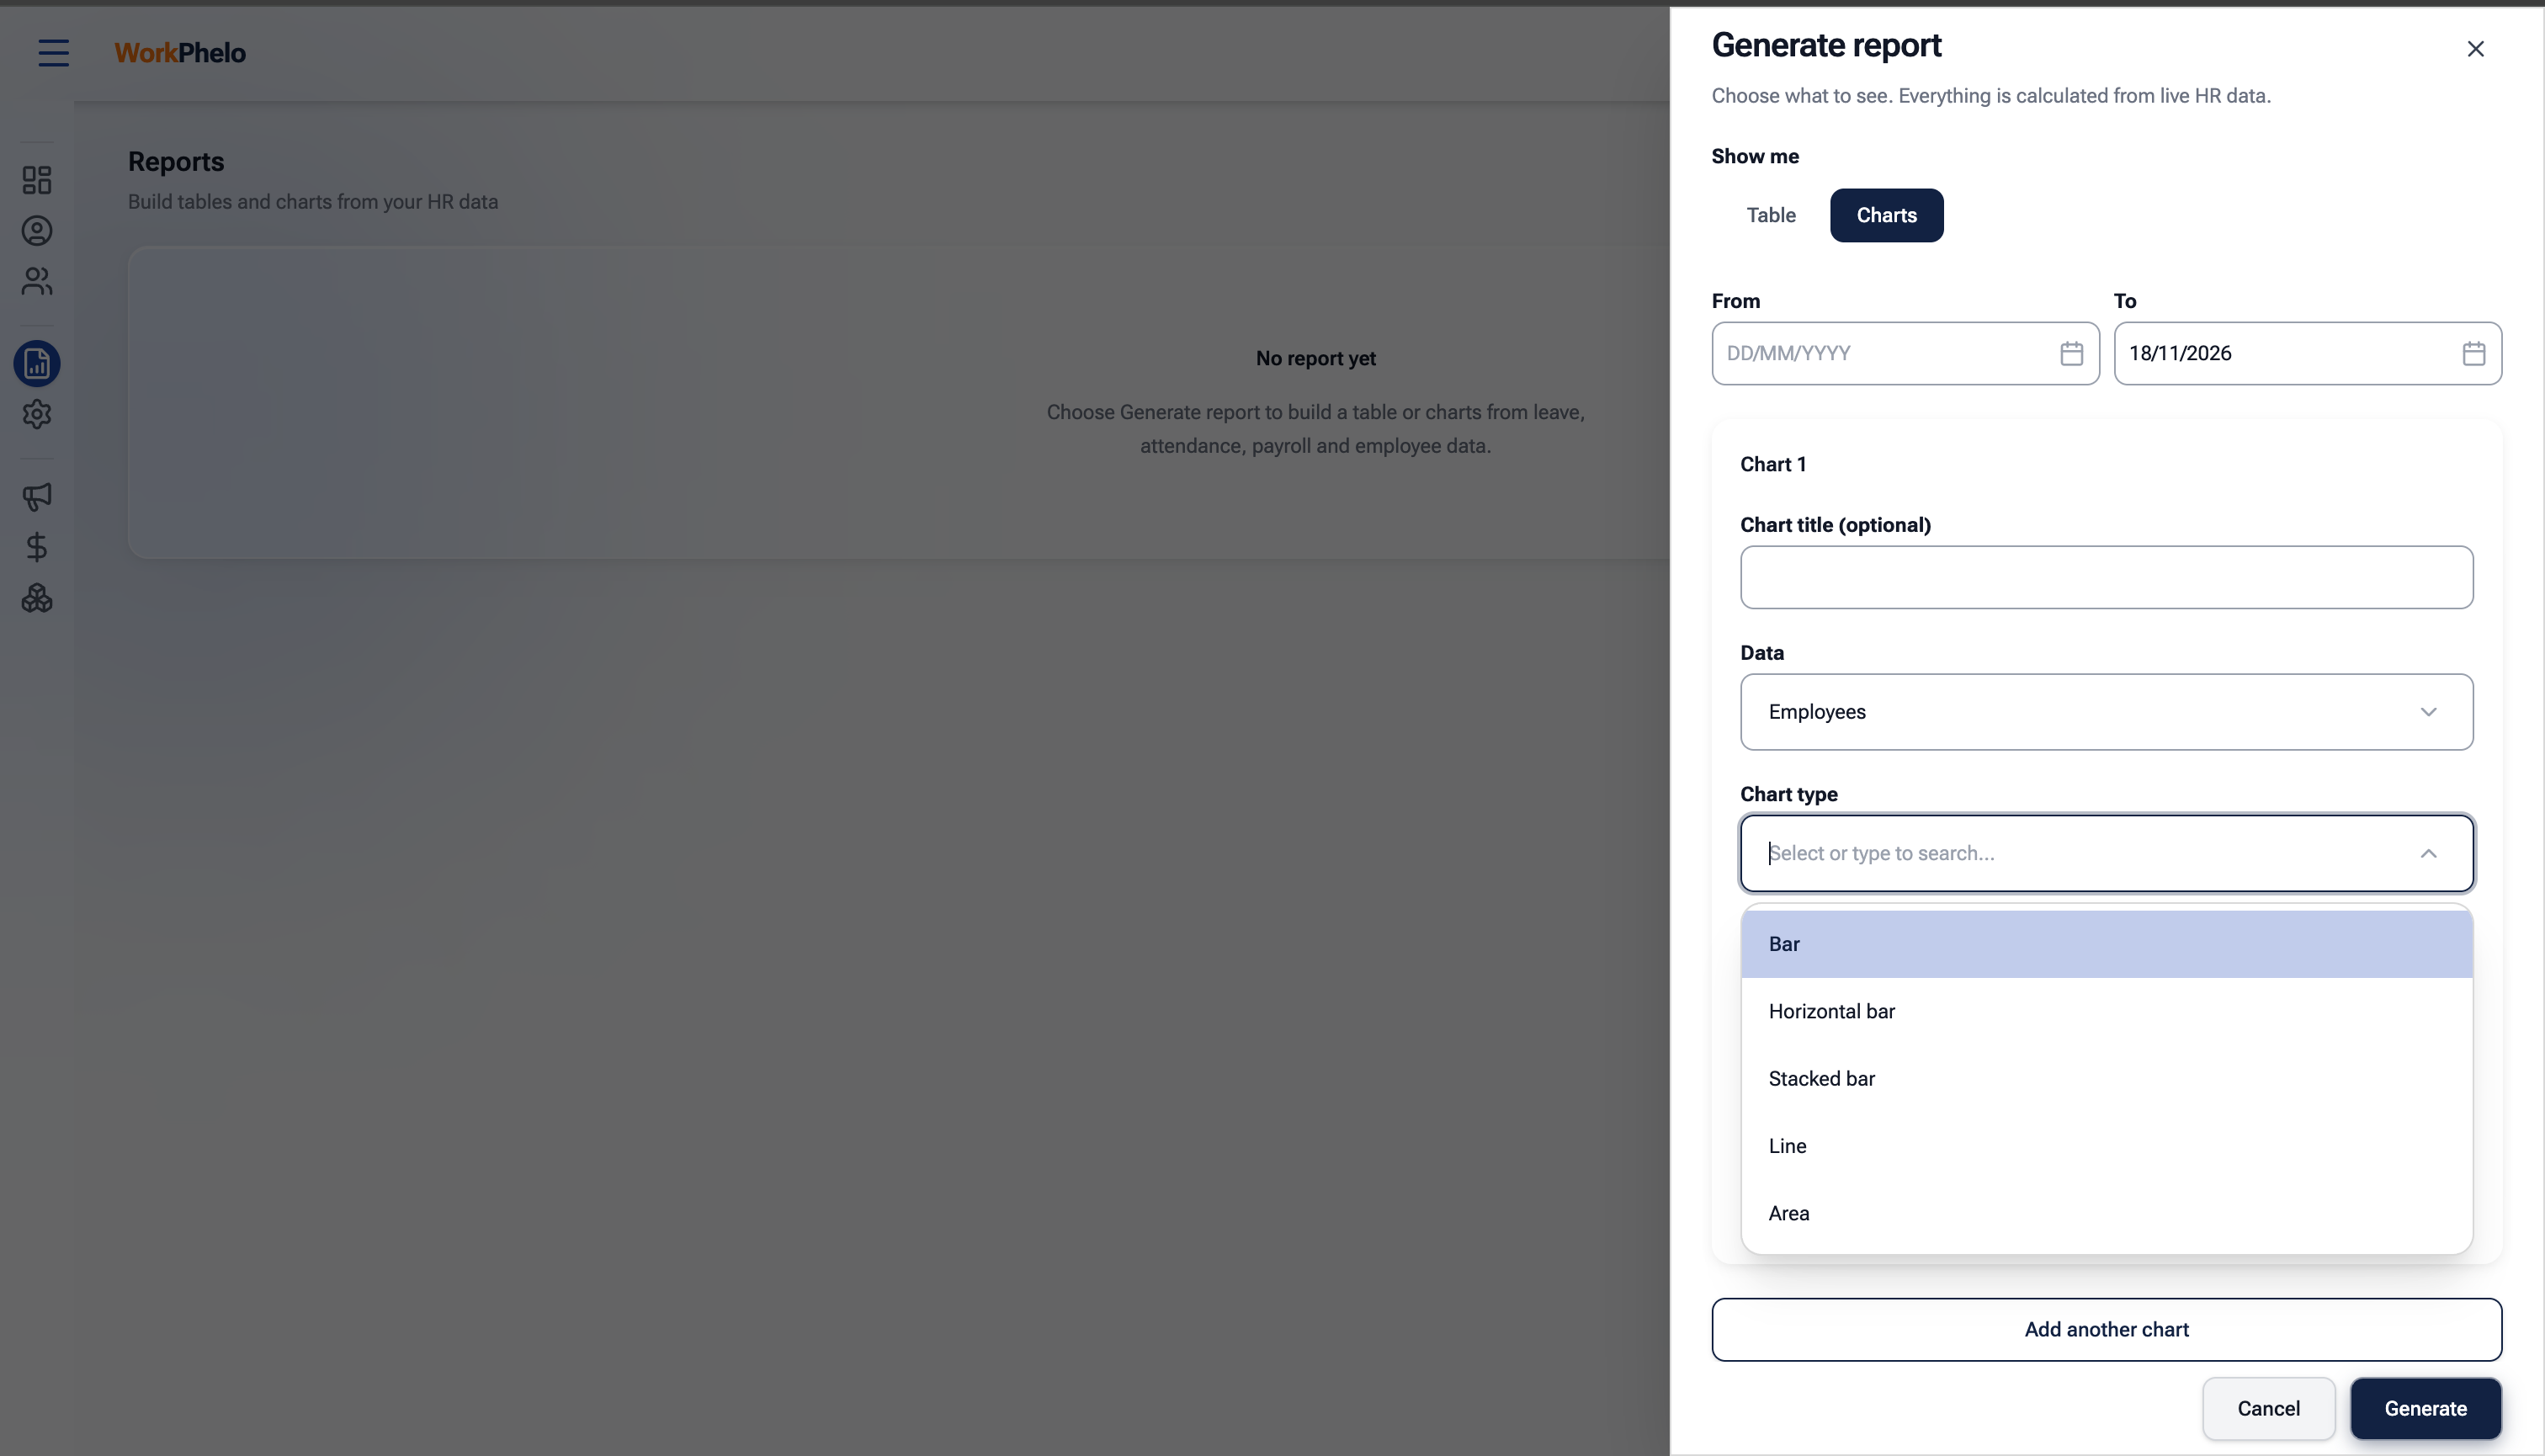 WorkPhelo
Reports
Build tables and charts from your HR data
No report yet
Choose Generate report to build a table or charts from leave,
attendance, payroll and employee data.
Generate report
Choose what to see. Everything is calculated from live HR data.
Show me
Table
Charts
From
To
DD/MM/YYYY
18/11/2026
Chart 1
Chart title (optional)
Data
Employees
Chart type
Select or type to search...
Bar
Horizontal bar
Stacked bar
Line
Area
Add another chart
Cancel
Generate